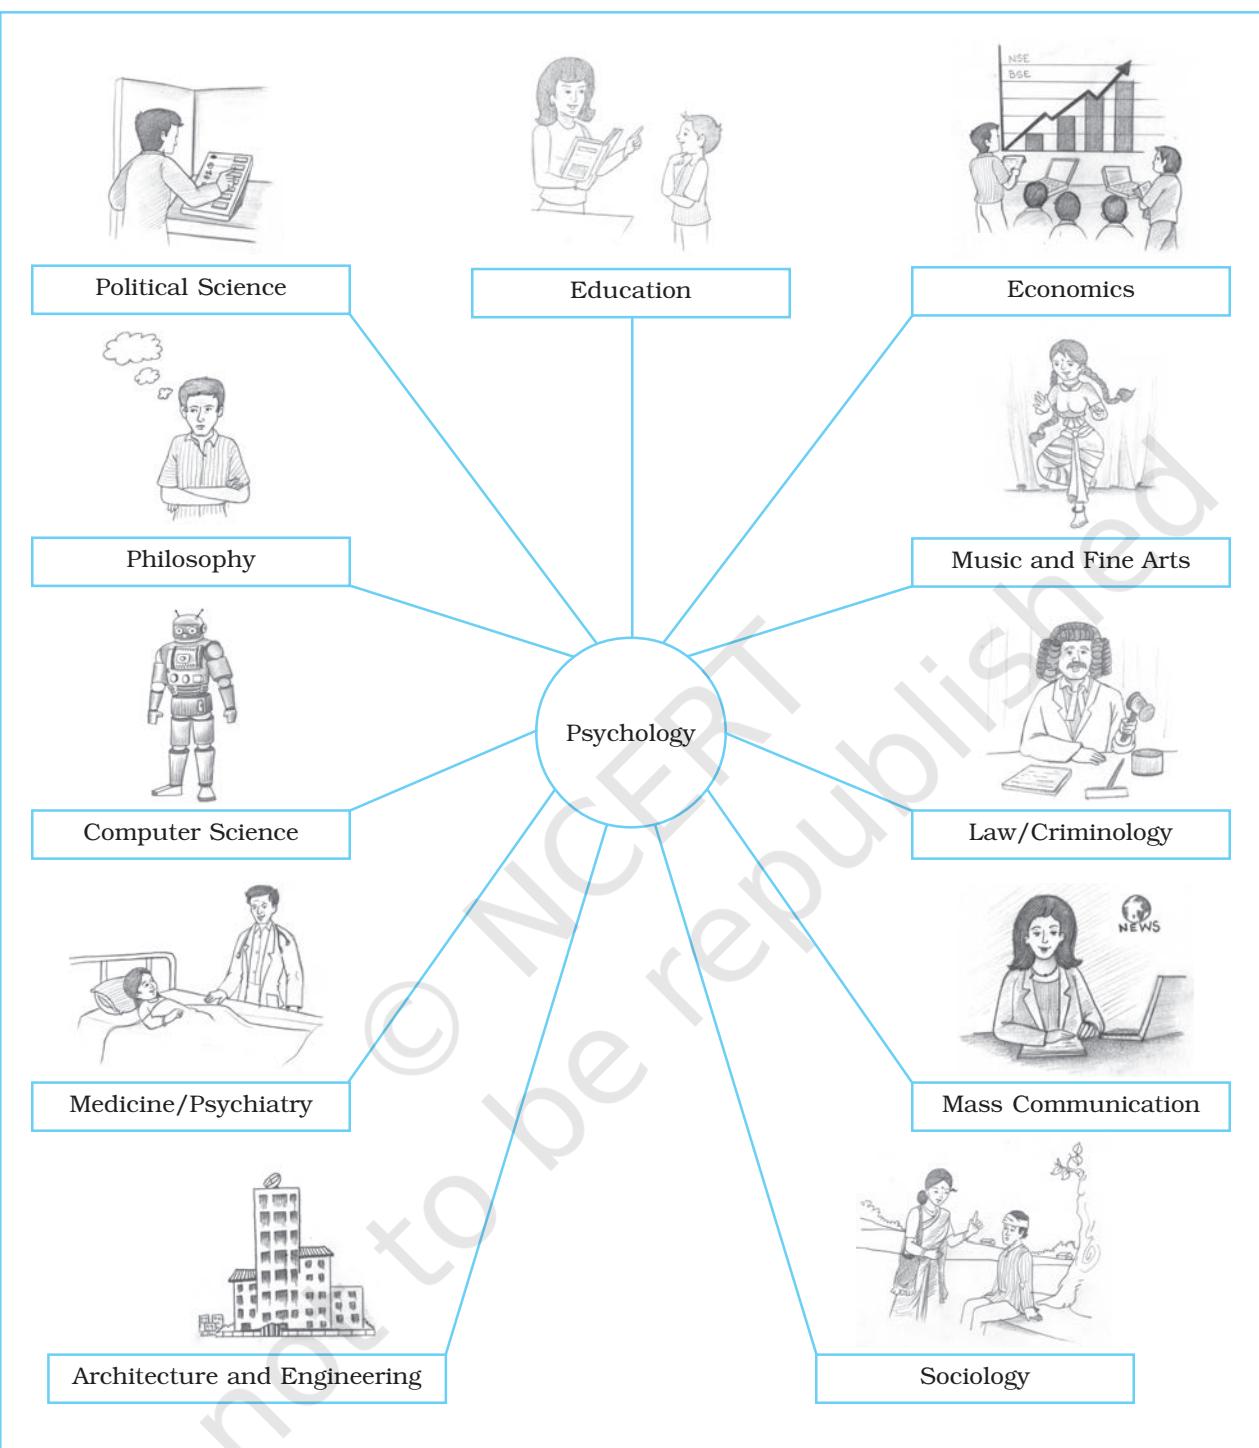 NSE
BSE
Political Science
Education
Economics
Philosophy
Music and Fine Arts
Psychology
Computer Science
Law/Criminology
NEWS
Medicine/Psychiatry
Mass Communication
Architecture and Engineering
Sociology
© NCERT
not to be republished